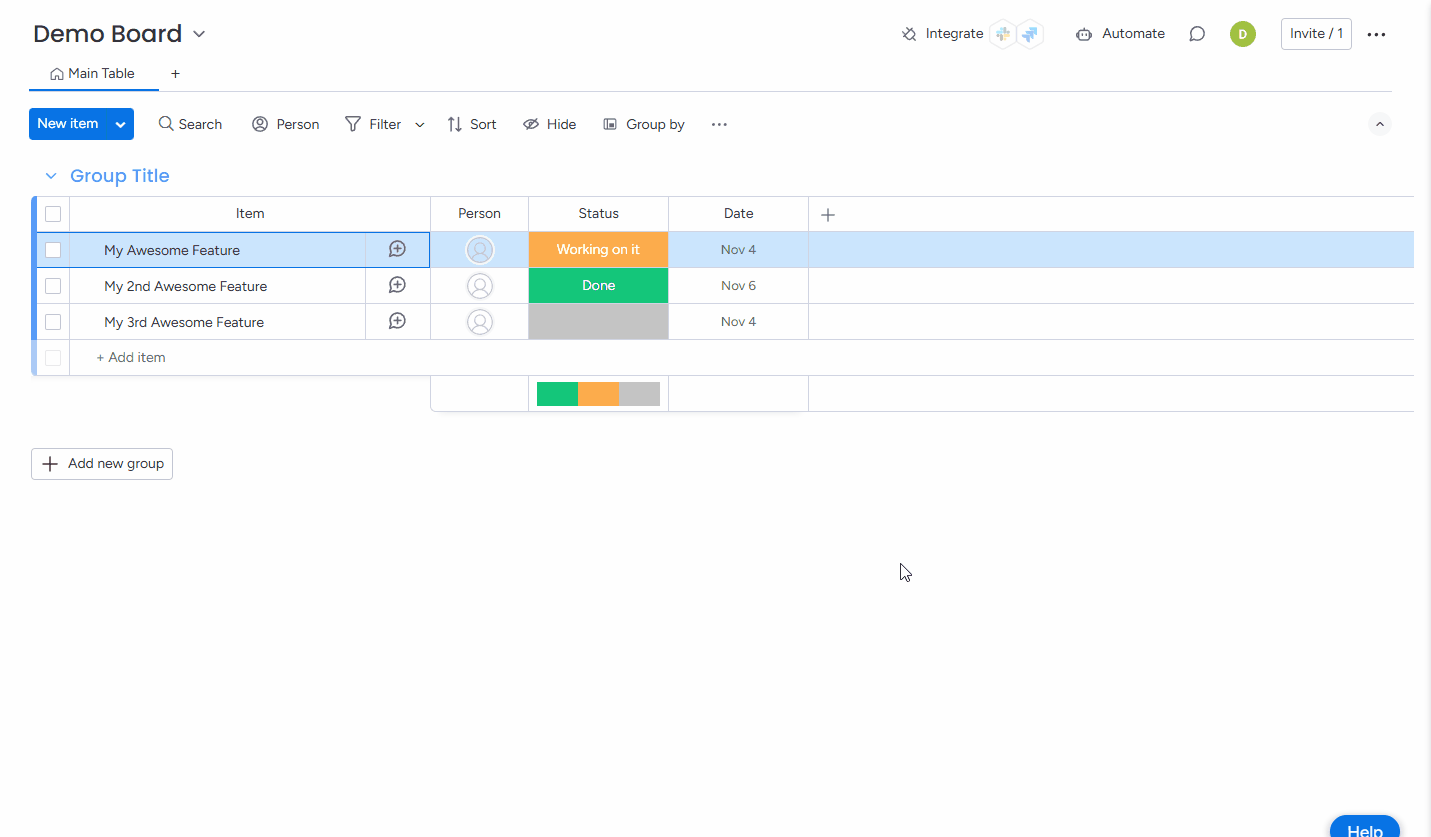 Demo Board
Integrate
Automate
D
Invite / 1
Main Table
+
New item
Search
Person
Filter
Sort
Hide
Group by
Group Title
Item Person Status Date
My Awesome Feature Working on it Nov 4
My 2nd Awesome Feature Done Nov 6
My 3rd Awesome Feature Nov 4
+ Add item
Add new group
Help